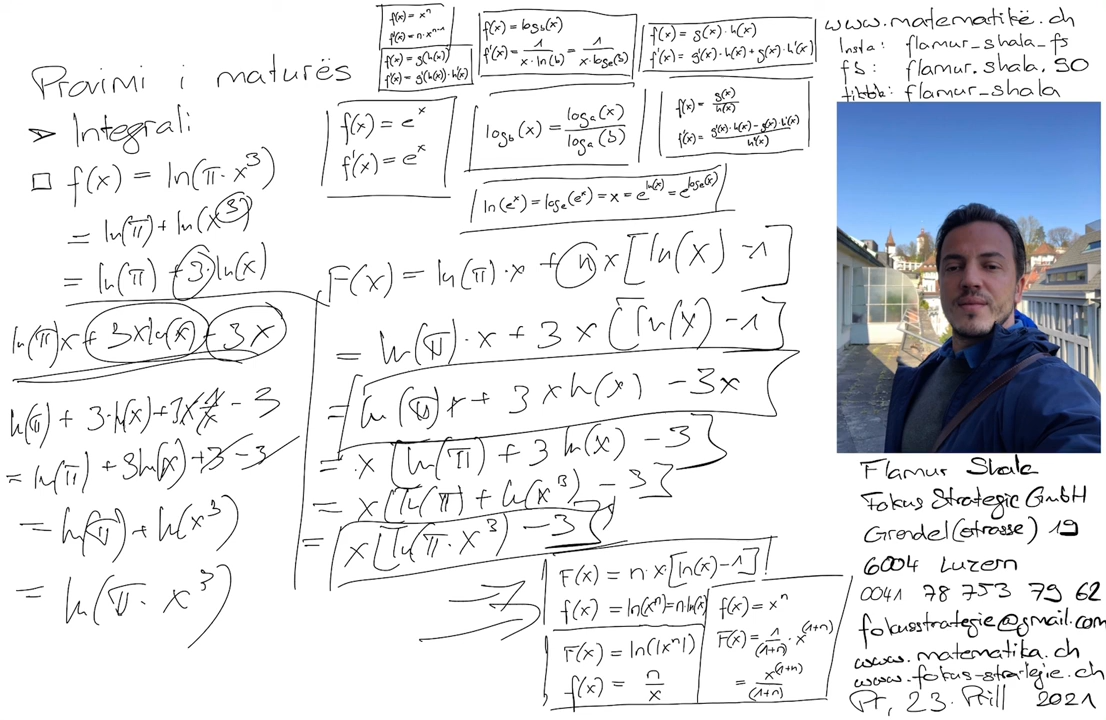 Provimi i maturës
➢ Integrali
□ f(x) = ln(π·x³)
= ln(π) + ln(x³)
= ln(π) + 3·ln(x)
ln(π)x + 3xln(x) - 3x
ln(π) + 3·ln(x) + 3x·1/x - 3
= ln(π) + 3ln(x) + 3 - 3
= ln(π) + ln(x³)
= ln(π·x³)
f(x) = xⁿ
f'(x) = n·xⁿ⁻¹
f(x) = g(h(x))
f'(x) = g'(h(x))·h'(x)
f(x) = log_b(x)
f'(x) = 1/(x·ln(b)) = 1/(x·log_e(b))
f(x) = g(x)·h(x)
f'(x) = g'(x)·h(x) + g(x)·h'(x)
f(x) = eˣ
f'(x) = eˣ
log_b(x) = log_a(x)/log_a(b)
f(x) = g(x)/h(x)
f'(x) = (g'(x)·h(x) - g(x)·h'(x))/h²(x)
ln(eˣ) = log_e(eˣ) = x = e^ln(x) = e^log_e(x)
F(x) = ln(π)·x + n x [ln(x) - 1]
= ln(π)·x + 3x [ln(x) - 1]
= ln(π)x + 3xln(x) - 3x
= x [ln(π) + 3 ln(x) - 3]
= x [ln(π) + ln(x³) - 3]
= x [ln(π·x³) - 3]
F(x) = n·x·[ln(x) - 1]
f(x) = ln(xⁿ) = n·ln(x)
F(x) = ln(|xⁿ|)
f(x) = n/x
f(x) = xⁿ
F(x) = 1/(1+n)·x^(1+n)
= x^(1+n)/(1+n)
www.matematikë.ch
Insta: flamur_shala_fs
fb: flamur.shala.50
tiktok: flamur_shala
Flamur Shala
Fokus Strategie GmbH
Grendel(strasse) 19
6004 Luzern
0041 78 753 79 62
fokusstrategie@gmail.com
www.matematika.ch
www.fokus-strategie.ch
Pr, 23. Prill 2021